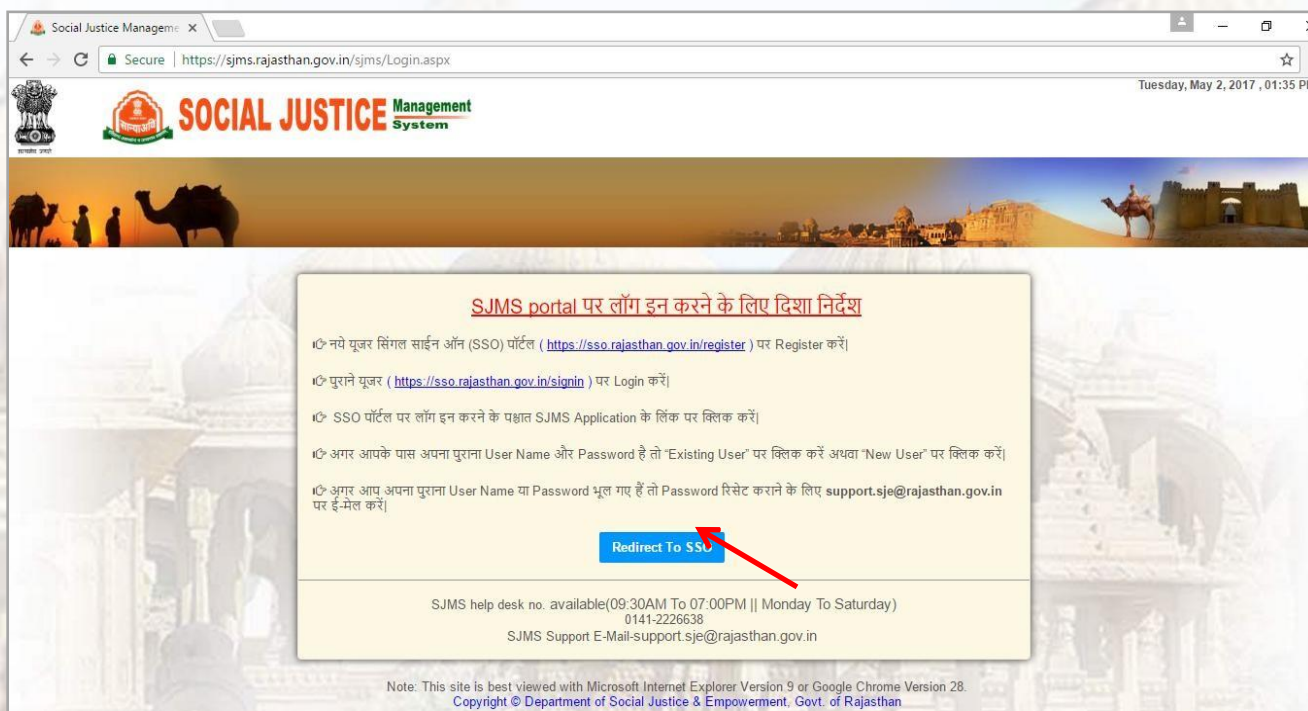 Social Justice Manageme
Secure | https://sjms.rajasthan.gov.in/sjms/Login.aspx
Tuesday, May 2, 2017 , 01:35
SOCIAL JUSTICE Management System
SJMS portal पर लॉग इन करने के लिए दिशा निर्देश
नये यूजर सिंगल साईन ऑन (SSO) पॉर्टल ( https://sso.rajasthan.gov.in/register ) पर Register करें|
पुराने यूजर ( https://sso.rajasthan.gov.in/signin ) पर Login करें|
SSO पॉर्टल पर लॉग इन करने के पश्चात SJMS Application के लिंक पर क्लिक करें|
अगर आपके पास अपना पुराना User Name और Password है तो “Existing User” पर क्लिक करें अथवा “New User” पर क्लिक करें|
अगर आप अपना पुराना User Name या Password भूल गए हैं तो Password रिसेट कराने के लिए support.sje@rajasthan.gov.in
पर ई-मेल करें|
Redirect To SSO
SJMS help desk no. available(09:30AM To 07:00PM || Monday To Saturday)
0141-2226638
SJMS Support E-Mail-support.sje@rajasthan.gov.in
Note: This site is best viewed with Microsoft Internet Explorer Version 9 or Google Chrome Version 28.
Copyright © Department of Social Justice & Empowerment, Govt. of Rajasthan